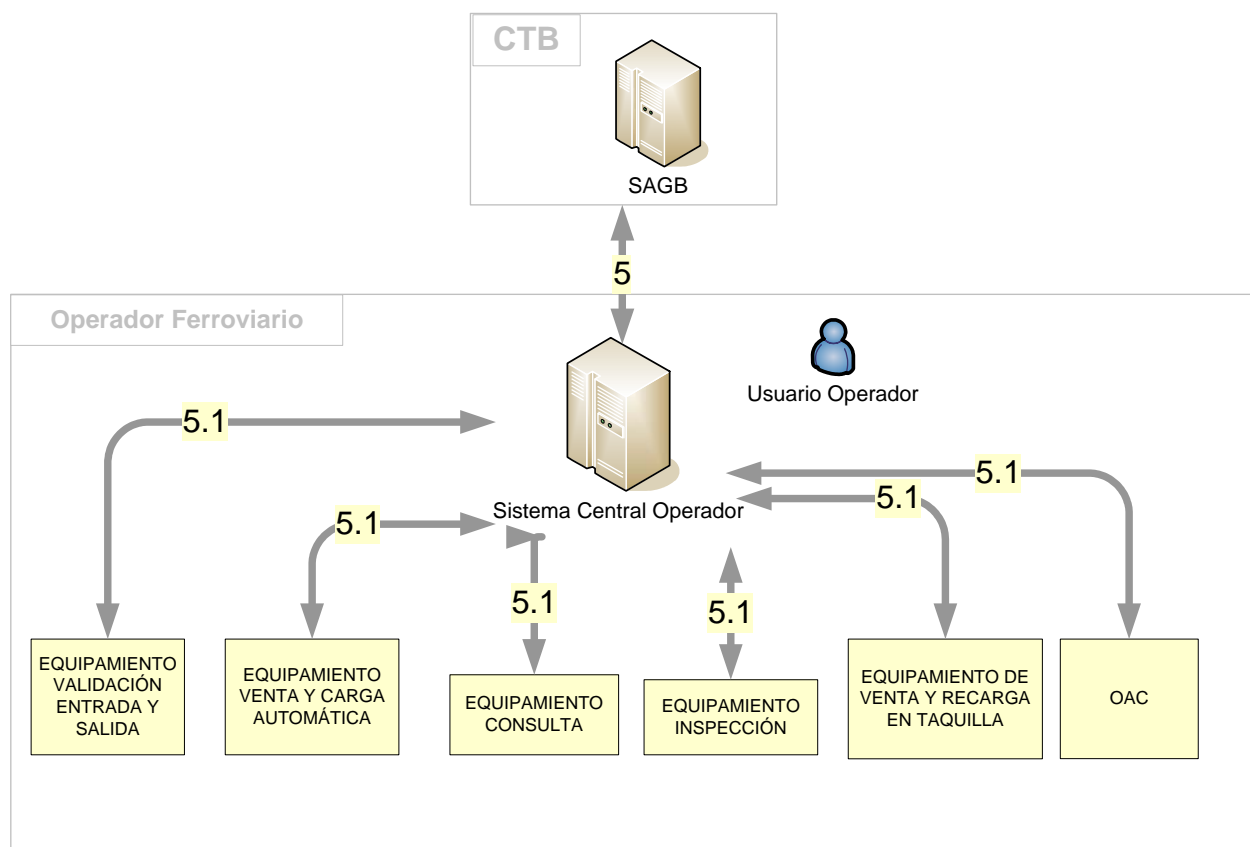 CTB
SAGB
5
Operador Ferroviario
Usuario Operador
5.1
5.1
5.1
Sistema Central Operador
5.1
5.1
5.1
EQUIPAMIENTO
VALIDACIÓN
ENTRADA Y
SALIDA
EQUIPAMIENTO
VENTA Y CARGA
AUTOMÁTICA
EQUIPAMIENTO
CONSULTA
EQUIPAMIENTO
INSPECCIÓN
EQUIPAMIENTO DE
VENTA Y RECARGA
EN TAQUILLA
OAC